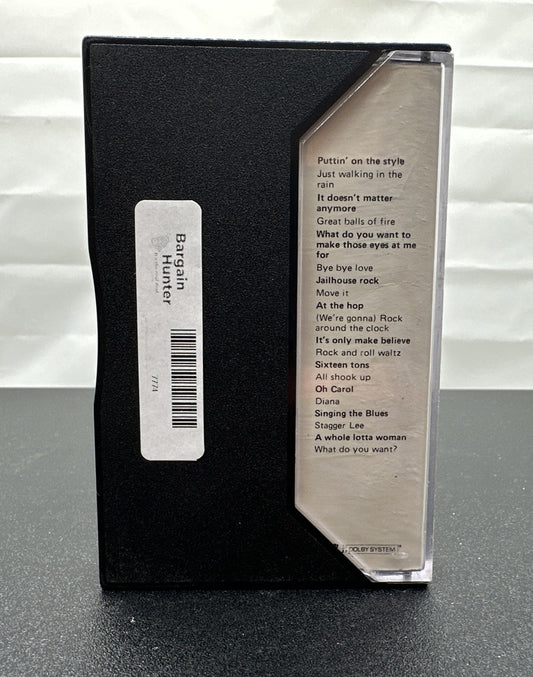 Puttin' on the style
Just walking in the
rain
It doesn't matter
anymore
Great balls of fire
What do you want to
make those eyes at me
for
Bye bye love
Jailhouse rock
Move it
At the hop
(We're gonna) Rock
around the clock
It's only make believe
Rock and roll waltz
Sixteen tons
All shook up
Oh Carol
Diana
Singing the Blues
Stagger Lee
A whole lotta woman
What do you want?
DOLBY SYSTEM
Bargain
Hunter
7774